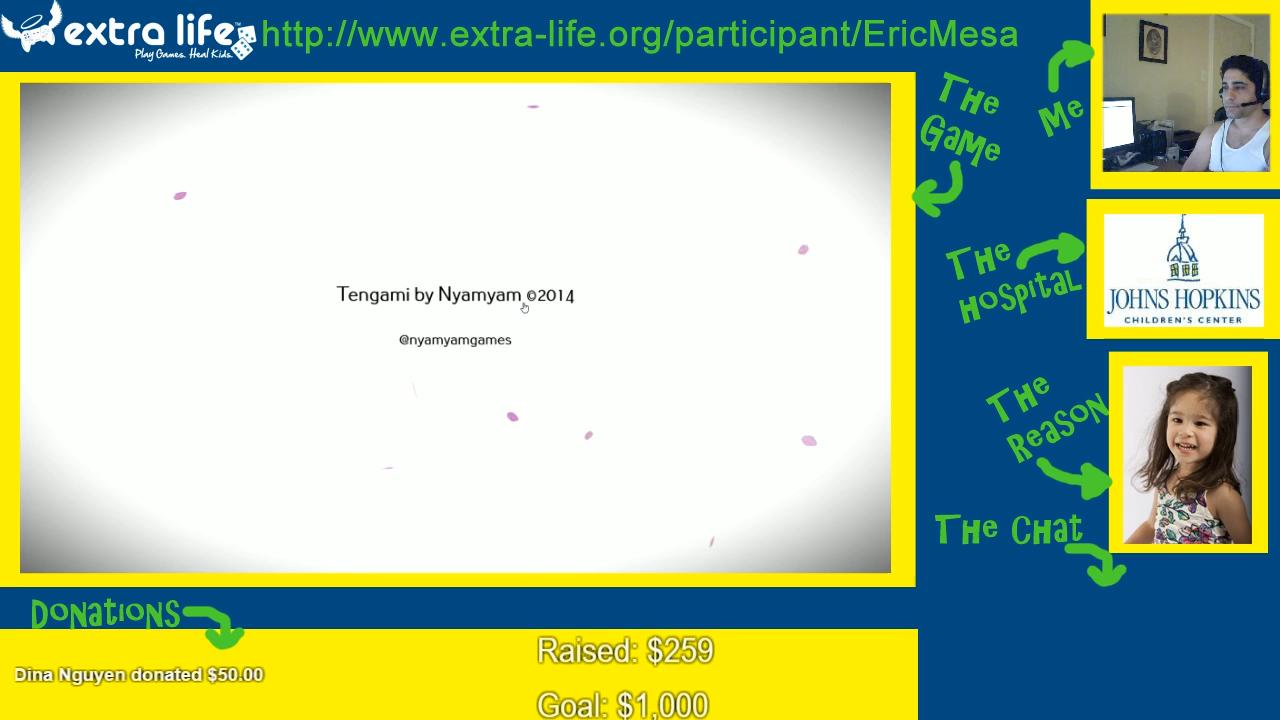 extra life
Play Games. Heal Kids.
http://www.extra-life.org/participant/EricMesa
The
Game
Me
Tengami by Nyamyam ©2014
@nyamyamgames
The
Hospital
JOHNS HOPKINS
CHILDREN'S CENTER
The
Reason
The Chat
Donations
Dina Nguyen donated $50.00
Raised: $259
Goal: $1,000